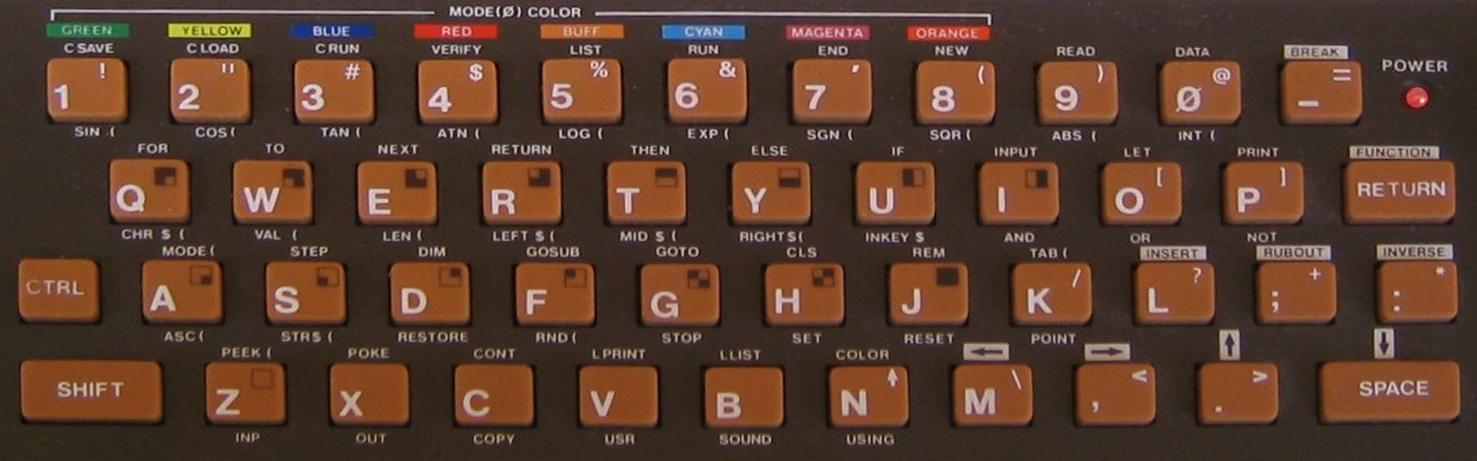 MODE(Ø) COLOR
GREEN YELLOW BLUE RED BUFF CYAN MAGENTA ORANGE
C SAVE C LOAD C RUN VERIFY LIST RUN END NEW READ DATA BREAK
POWER
! " # $ % & ' ( ) @ =
1 2 3 4 5 6 7 8 9 Ø -
SIN ( COS ( TAN ( ATN ( LOG ( EXP ( SGN ( SQR ( ABS ( INT (
FOR TO NEXT RETURN THEN ELSE IF INPUT LET PRINT FUNCTION
[ ]
Q W E R T Y U I O P RETURN
CHR $ ( VAL ( LEN ( LEFT $ ( MID $ ( RIGHT$( INKEY $ AND OR NOT
MODE ( STEP DIM GOSUB GOTO CLS REM TAB ( INSERT RUBOUT INVERSE
/ ? + *
CTRL A S D F G H J K L ; :
ASC ( STR$ ( RESTORE RND ( STOP SET RESET POINT
PEEK ( POKE CONT LPRINT LLIST COLOR ← → ↑ ↓
↑ \ < >
SHIFT Z X C V B N M , . SPACE
INP OUT COPY USR SOUND USING